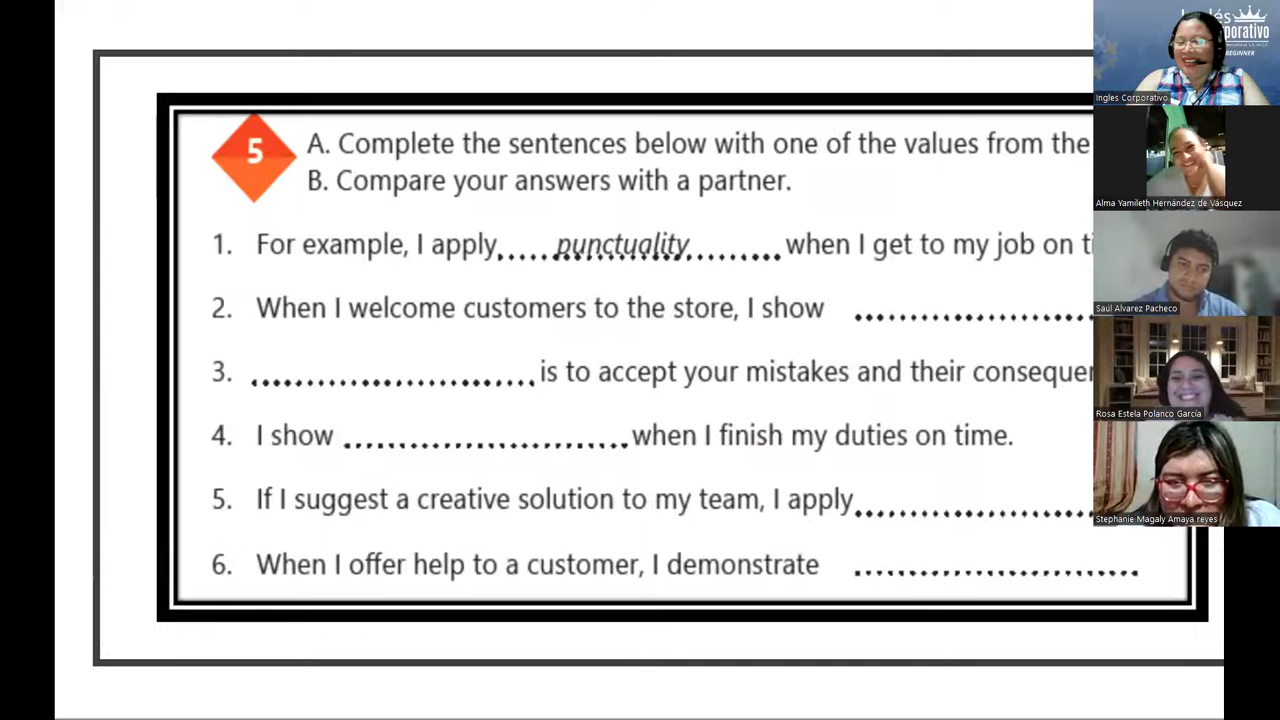 5
A. Complete the sentences below with one of the values from the
B. Compare your answers with a partner.
1. For example, I apply.....punctuality.........when I get to my job on
2. When I welcome customers to the store, I show ..........................
3. ...........................is to accept your mistakes and their
4. I show ...........................when I finish my duties on time.
5. If I suggest a creative solution to my team, I apply.......................
6. When I offer help to a customer, I demonstrate ...........................
BEGINNER
Ingles Corporativo
Alma Yamileth Hernández de Vásquez
Saúl Alvarez Pacheco
Rosa Estela Polanco García
Stephanie Magaly Amaya reyes